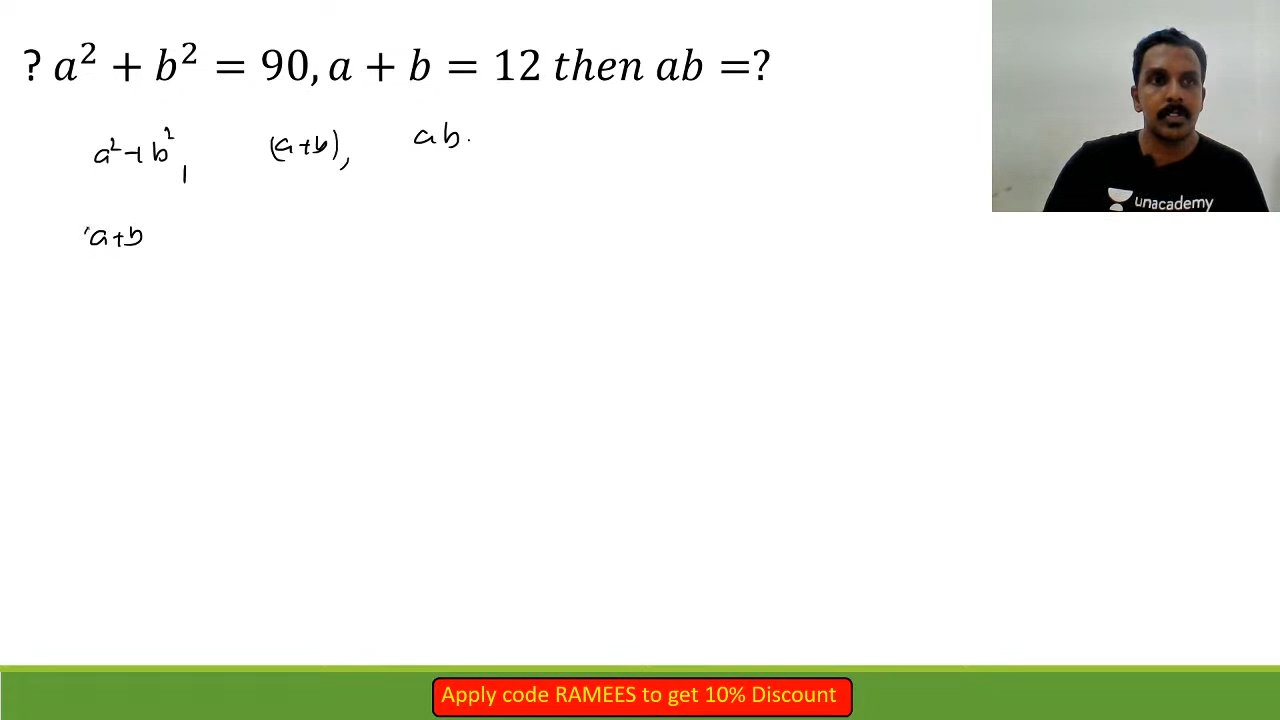 ? a² + b² = 90, a + b = 12 then ab =?
a² + b², (a+b), ab.
(a+b
unacademy
Apply code RAMEES to get 10% Discount